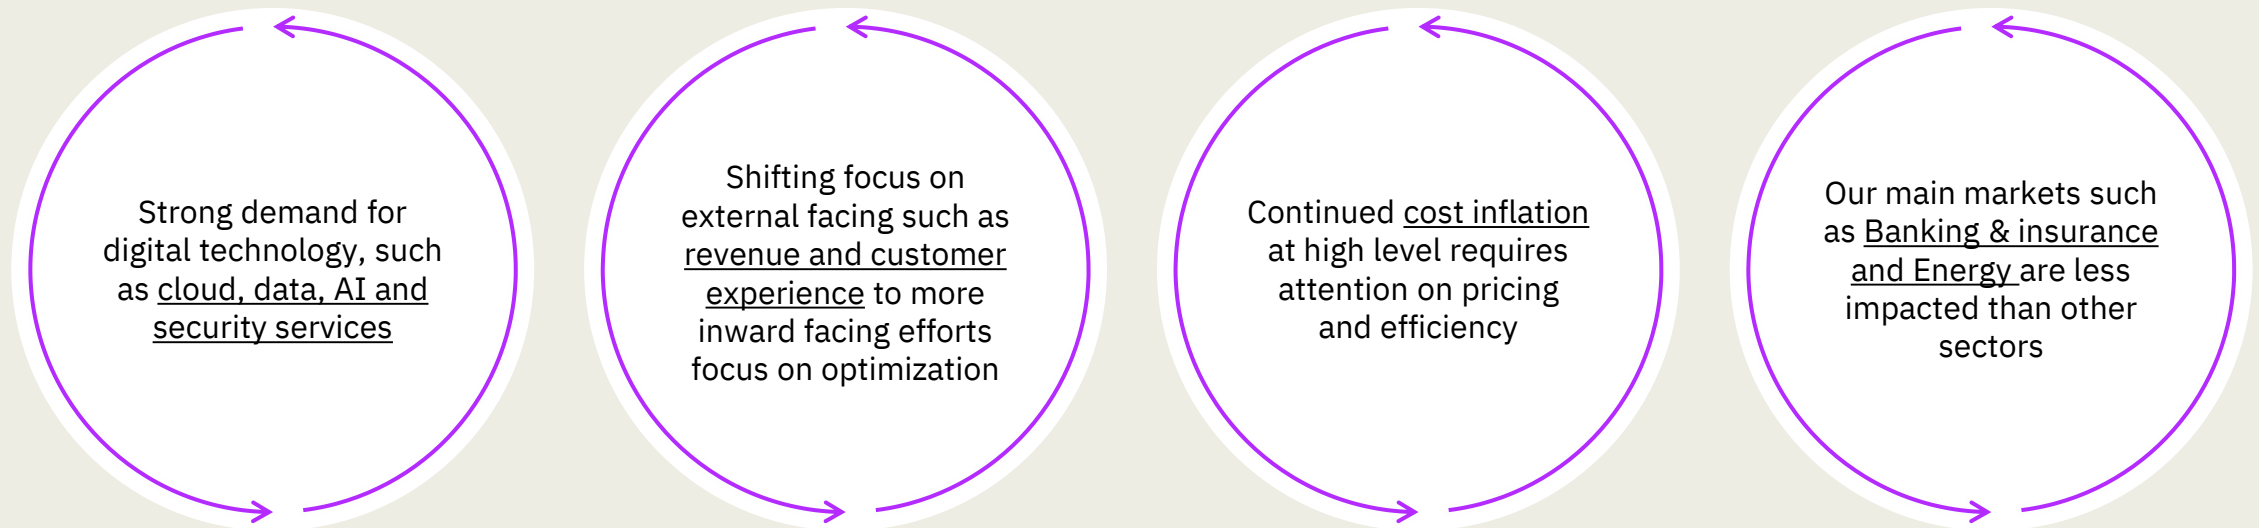 Strong demand for
digital technology, such
as cloud, data, AI and
security services
Shifting focus on
external facing such as
revenue and customer
experience to more
inward facing efforts
focus on optimization
Continued cost inflation
at high level requires
attention on pricing
and efficiency
Our main markets such
as Banking & insurance
and Energy are less
impacted than other
sectors